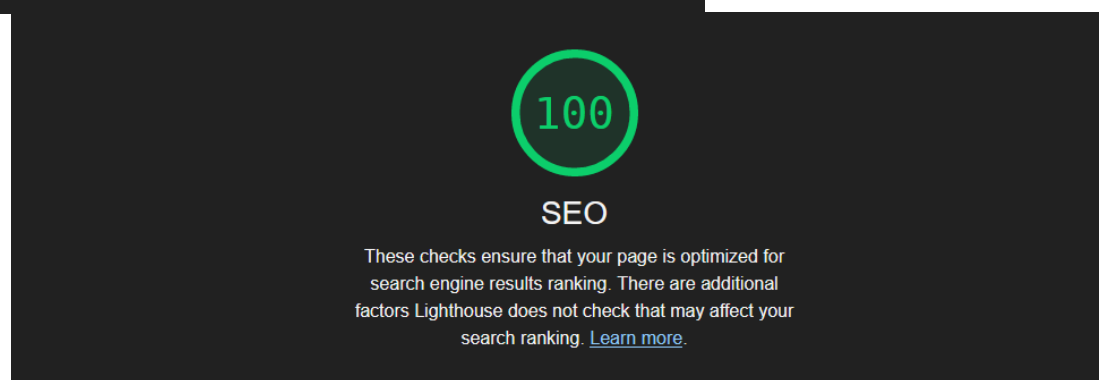 100
SEO
These checks ensure that your page is optimized for
search engine results ranking. There are additional
factors Lighthouse does not check that may affect your
search ranking. Learn more.